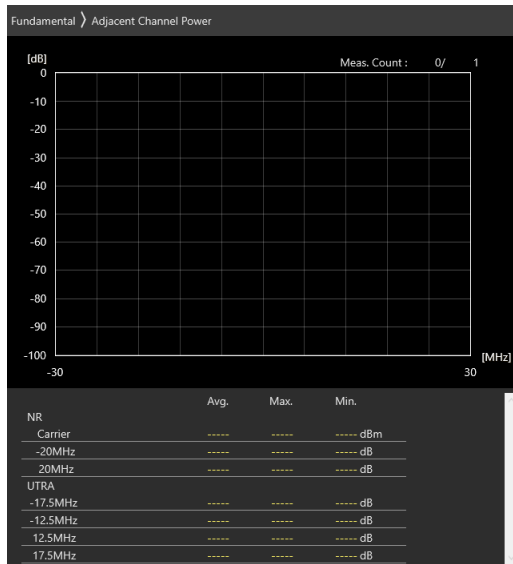 Fundamental 〉 Adjacent Channel Power
[dB]
Meas. Count : 0/ 1
0
-10
-20
-30
-40
-50
-60
-70
-80
-90
-100
[MHz]
-30 30
Avg. Max. Min.
NR
Carrier ----- ----- ----- dBm
-20MHz ----- ----- ----- dB
20MHz ----- ----- ----- dB
UTRA
-17.5MHz ----- ----- ----- dB
-12.5MHz ----- ----- ----- dB
12.5MHz ----- ----- ----- dB
17.5MHz ----- ----- ----- dB